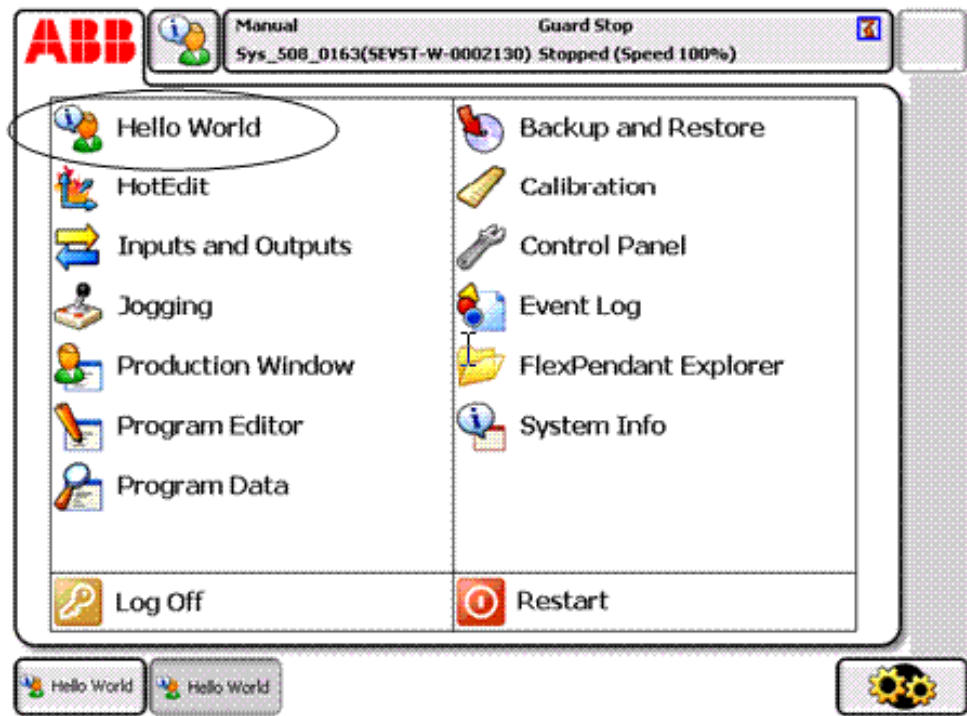 ABB
Manual Guard Stop
Sys_508_0163(SEVST-W-0002130) Stopped (Speed 100%)
Hello World
HotEdit
Inputs and Outputs
Jogging
Production Window
Program Editor
Program Data
Backup and Restore
Calibration
Control Panel
Event Log
FlexPendant Explorer
System Info
Log Off
Restart
Hello World
Hello World